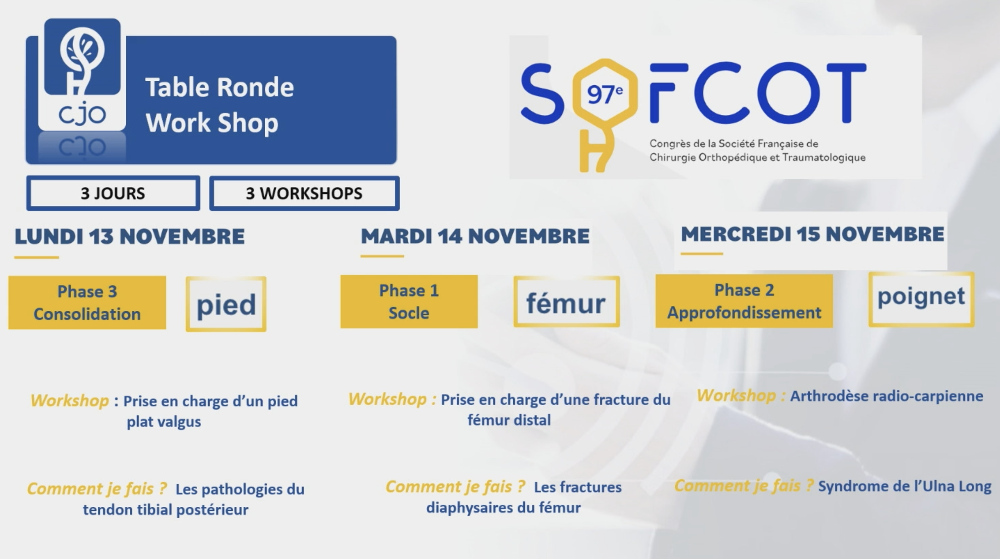 cjo
Table Ronde
Work Shop
SOFCOT
97e
Congrès de la Société Française de
Chirurgie Orthopédique et Traumatologique
3 JOURS
3 WORKSHOPS
LUNDI 13 NOVEMBRE
Phase 3
Consolidation
pied
Workshop : Prise en charge d’un pied
plat valgus
Comment je fais ? Les pathologies du
tendon tibial postérieur
MARDI 14 NOVEMBRE
Phase 1
Socle
fémur
Workshop : Prise en charge d’une fracture du
fémur distal
Comment je fais ? Les fractures
diaphysaires du fémur
MERCREDI 15 NOVEMBRE
Phase 2
Approfondissement
poignet
Workshop : Arthrodèse radio-carpienne
Comment je fais ? Syndrome de l’Ulna Long